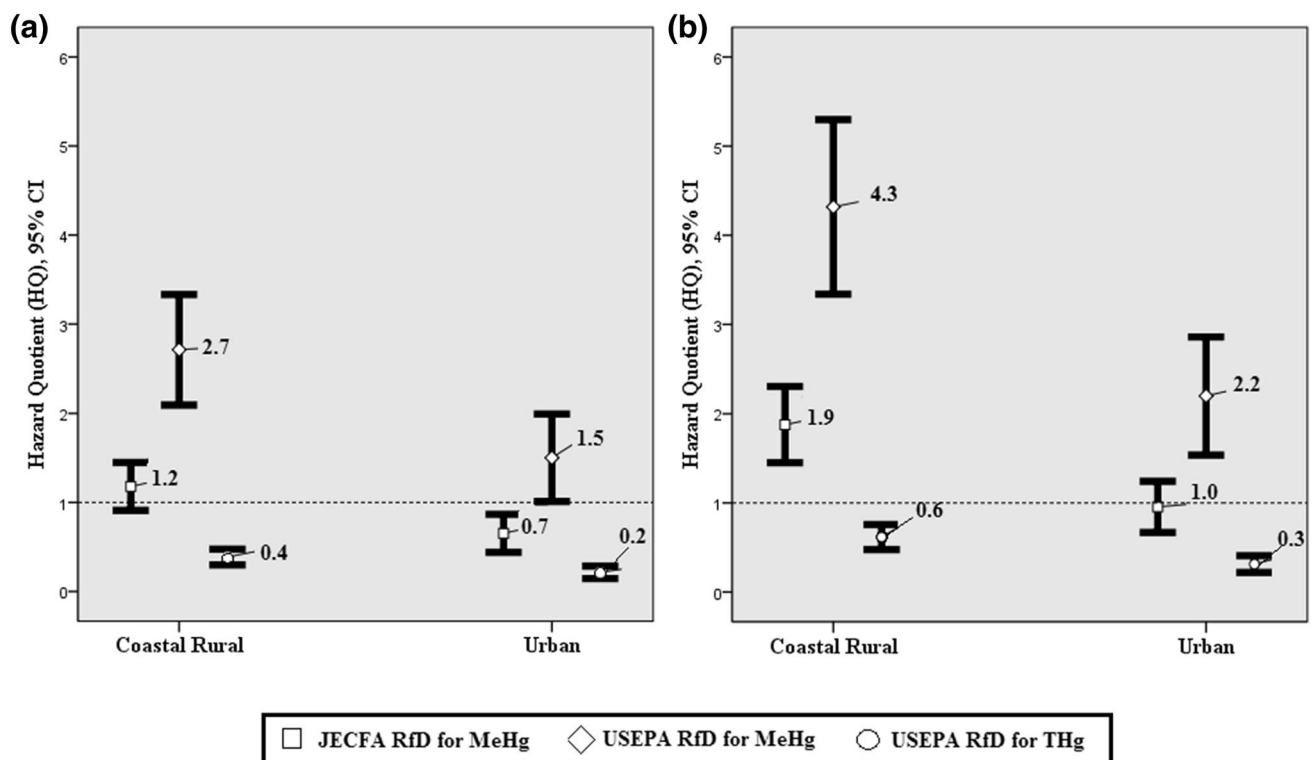 (a)
Hazard Quotient (HQ), 95% CI
6
5
4
3
2
1
0
2.7
1.2
0.4
1.5
0.7
0.2
Coastal Rural
Urban
(b)
Hazard Quotient (HQ), 95% CI
6
5
4
3
2
1
0
4.3
1.9
0.6
2.2
1.0
0.3
Coastal Rural
Urban
JECFA RfD for MeHg
USEPA RfD for MeHg
USEPA RfD for THg